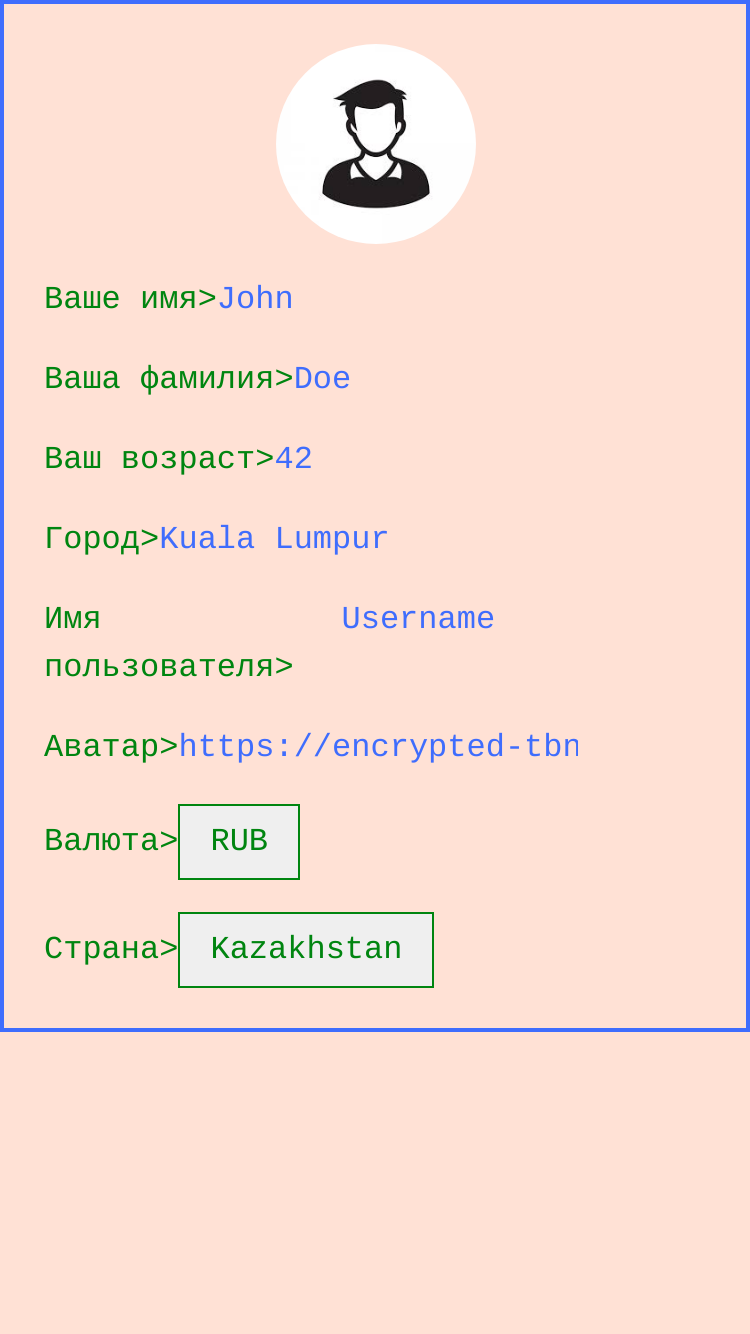 Ваше имя>John
Ваша фамилия>Doe
Ваш возраст>42
Город>Kuala Lumpur
Имя Username
пользователя>
Аватар>https://encrypted-tbn
Валюта>RUB
Страна>Kazakhstan